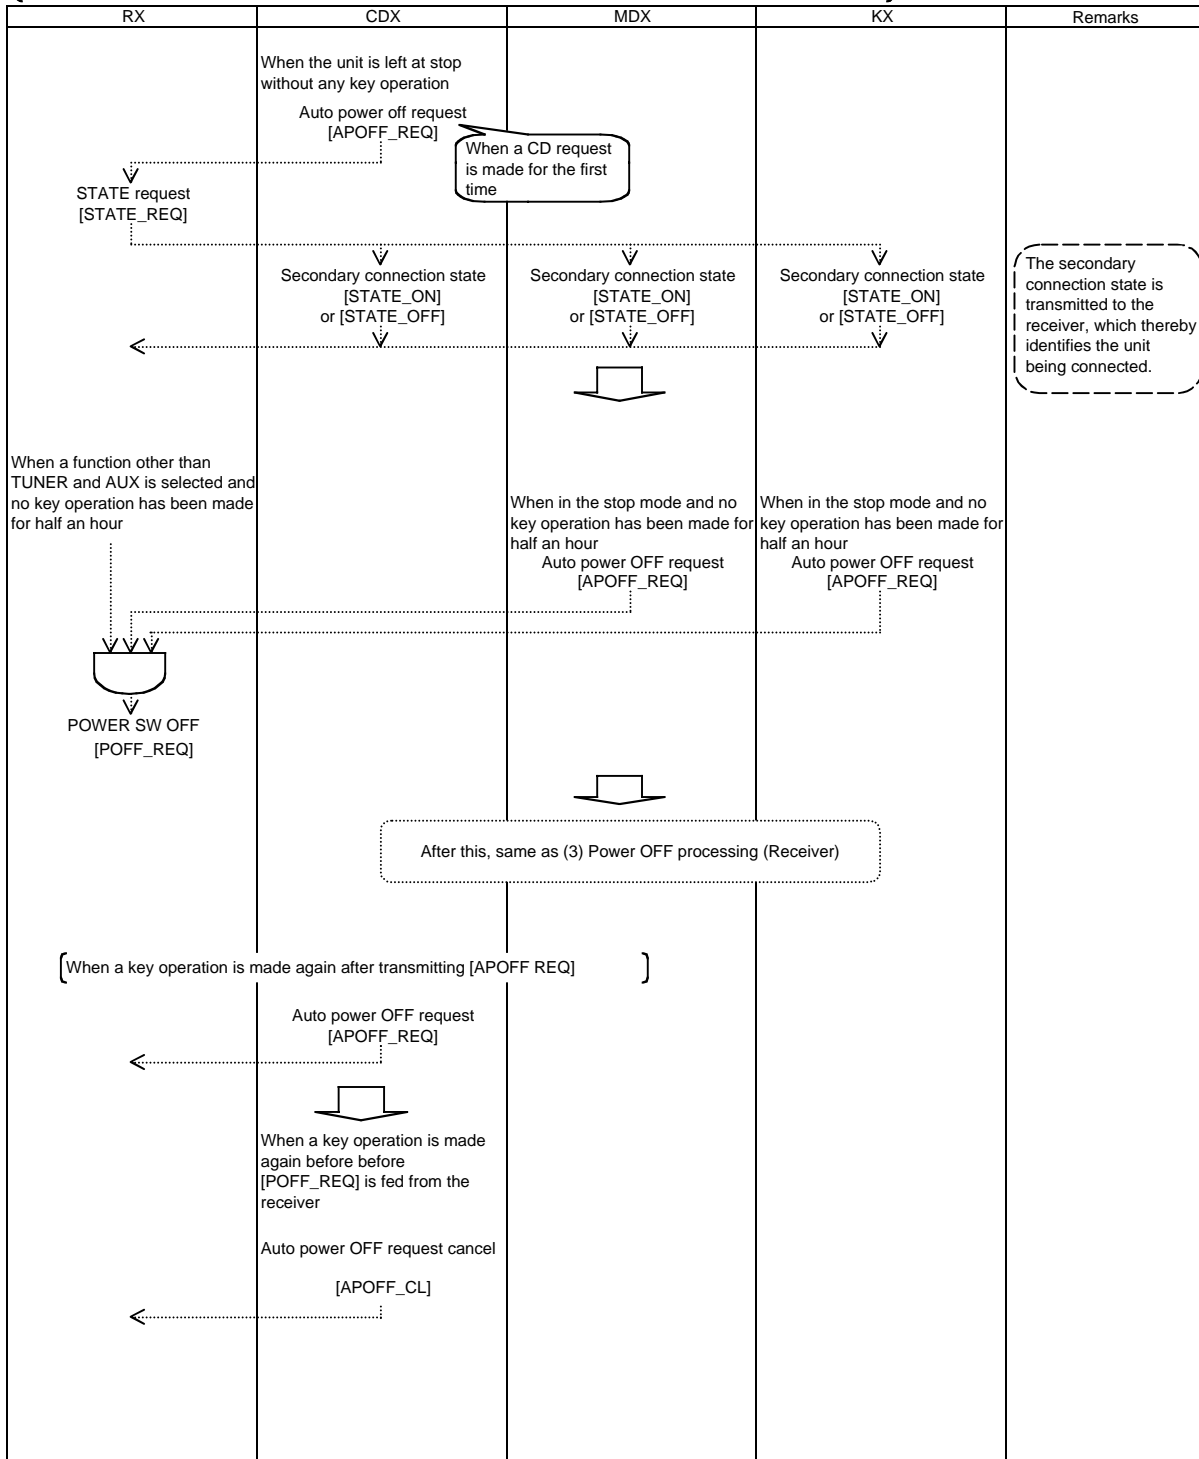 RX CDX MDX KX Remarks
When the unit is left at stop
without any key operation
Auto power off request
[APOFF_REQ]
When a CD request
is made for the first
time
STATE request
[STATE_REQ]
Secondary connection state
[STATE_ON]
or [STATE_OFF]
Secondary connection state
[STATE_ON]
or [STATE_OFF]
Secondary connection state
[STATE_ON]
or [STATE_OFF]
The secondary
connection state is
transmitted to the
receiver, which thereby
identifies the unit
being connected.
When a function other than
TUNER and AUX is selected and
no key operation has been made
for half an hour
When in the stop mode and no
key operation has been made for
half an hour
Auto power OFF request
[APOFF_REQ]
When in the stop mode and no
key operation has been made for
half an hour
Auto power OFF request
[APOFF_REQ]
POWER SW OFF
[POFF_REQ]
After this, same as (3) Power OFF processing (Receiver)
[When a key operation is made again after transmitting [APOFF REQ] ]
Auto power OFF request
[APOFF_REQ]
When a key operation is made
again before before
[POFF_REQ] is fed from the
receiver
Auto power OFF request cancel
[APOFF_CL]